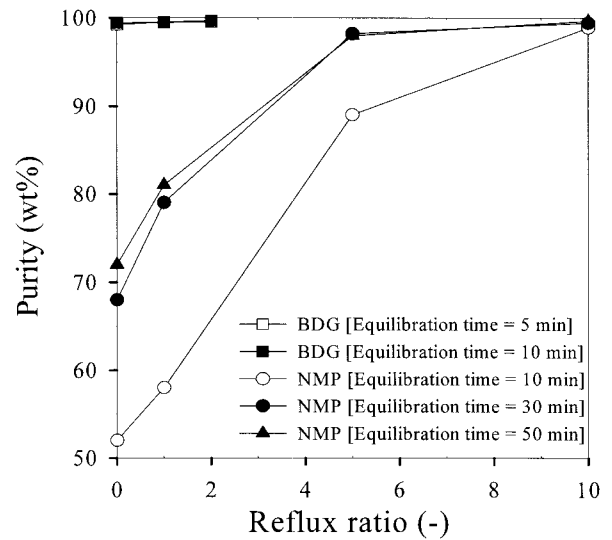 100
90
80
70
60
50
Purity (wt%)
BDG [Equilibration time = 5 min]
BDG [Equilibration time = 10 min]
NMP [Equilibration time = 10 min]
NMP [Equilibration time = 30 min]
NMP [Equilibration time = 50 min]
0 2 4 6 8 10
Reflux ratio (-)